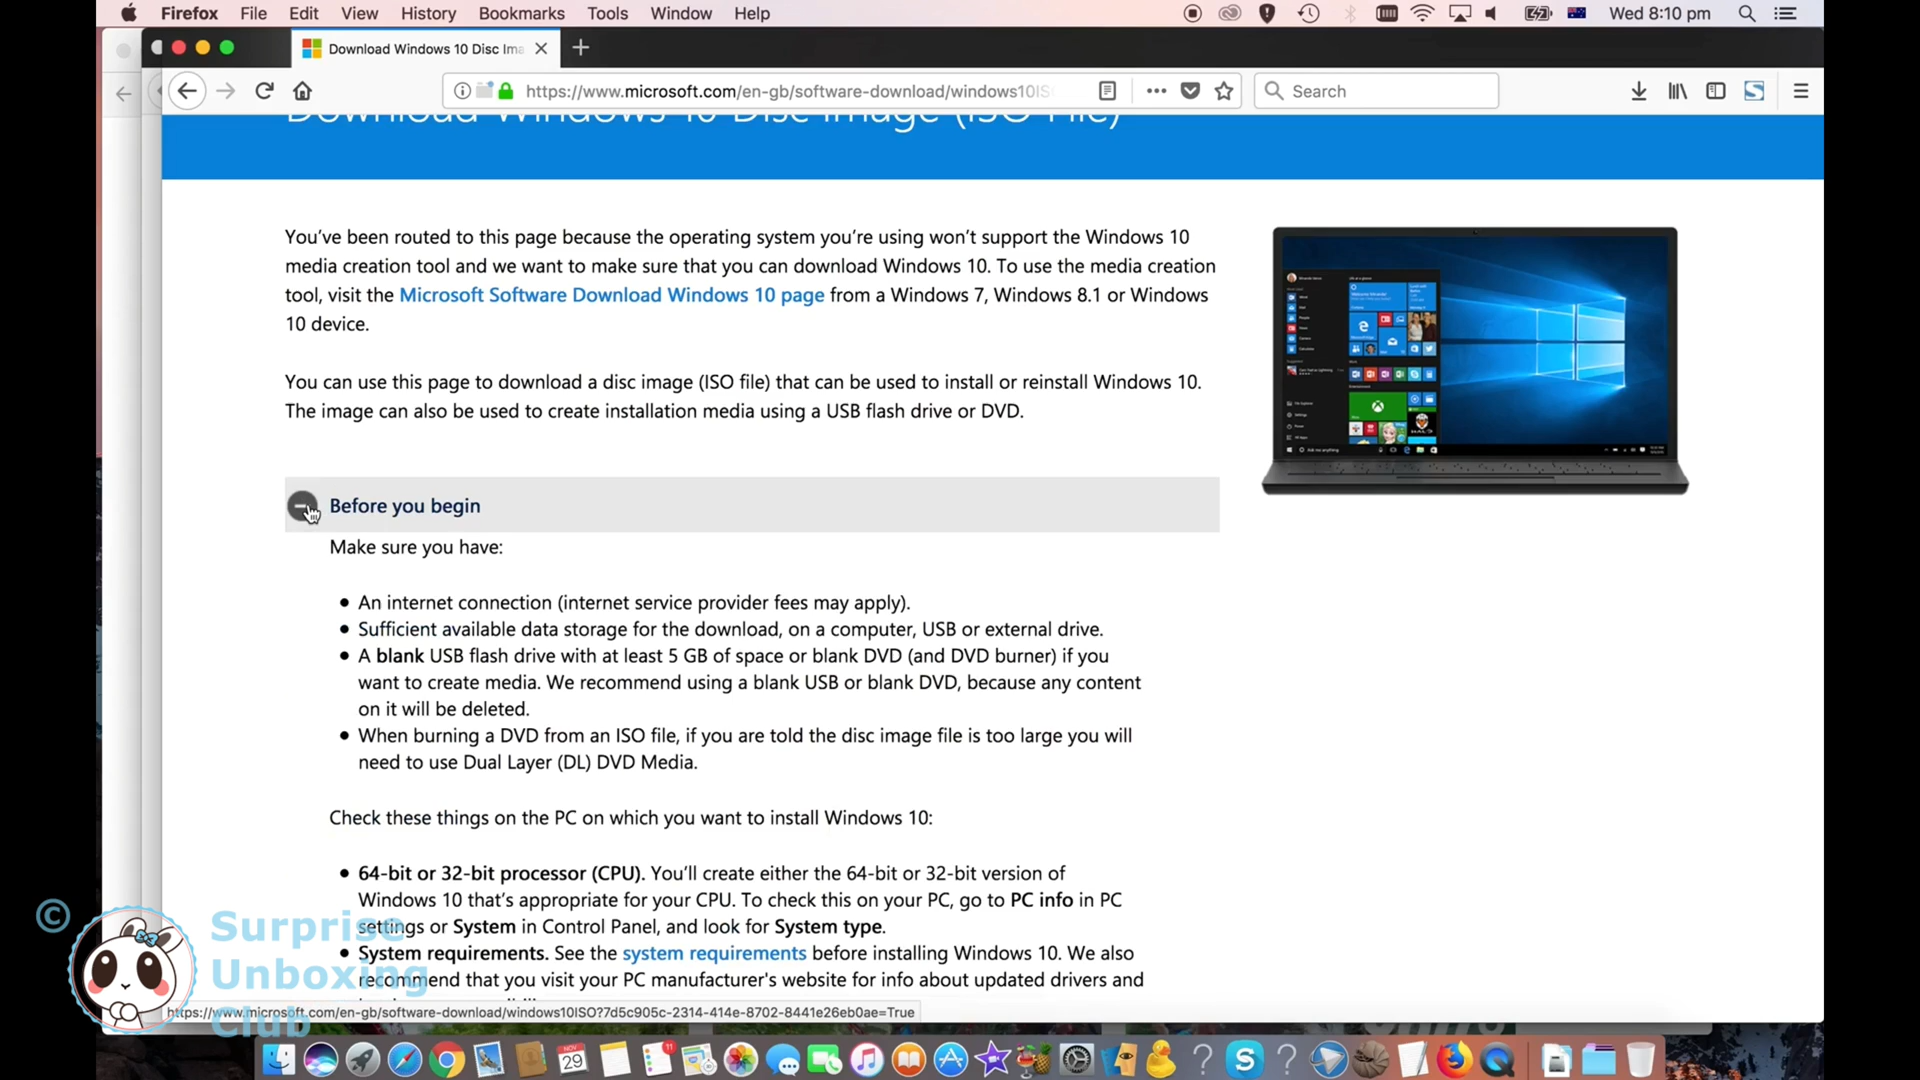 Firefox File Edit View History Bookmarks Tools Window Help Wed 8:10 pm
Download Windows 10 Disc Ima
https://www.microsoft.com/en-gb/software-download/windows10IS Search
Download Windows 10 Disc Image (ISO File)
You've been routed to this page because the operating system you're using won't support the Windows 10
media creation tool and we want to make sure that you can download Windows 10. To use the media creation
tool, visit the Microsoft Software Download Windows 10 page from a Windows 7, Windows 8.1 or Windows
10 device.
You can use this page to download a disc image (ISO file) that can be used to install or reinstall Windows 10.
The image can also be used to create installation media using a USB flash drive or DVD.
Before you begin
Make sure you have:
An internet connection (internet service provider fees may apply).
Sufficient available data storage for the download, on a computer, USB or external drive.
A blank USB flash drive with at least 5 GB of space or blank DVD (and DVD burner) if you
want to create media. We recommend using a blank USB or blank DVD, because any content
on it will be deleted.
When burning a DVD from an ISO file, if you are told the disc image file is too large you will
need to use Dual Layer (DL) DVD Media.
Check these things on the PC on which you want to install Windows 10:
64-bit or 32-bit processor (CPU). You'll create either the 64-bit or 32-bit version of
Windows 10 that's appropriate for your CPU. To check this on your PC, go to PC info in PC
settings or System in Control Panel, and look for System type.
System requirements. See the system requirements before installing Windows 10. We also
recommend that you visit your PC manufacturer's website for info about updated drivers and
https://www.microsoft.com/en-gb/software-download/windows10ISO?7d5c905c-2314-414e-8702-8441e26eb0ae=True
© Surprise
Unboxing
Club
NOV
29
11